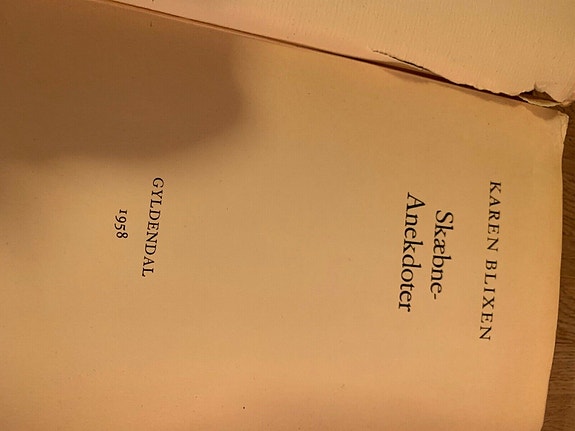 KAREN BLIXEN
Skæbne-
Anekdoter
GYLDENDAL
1958